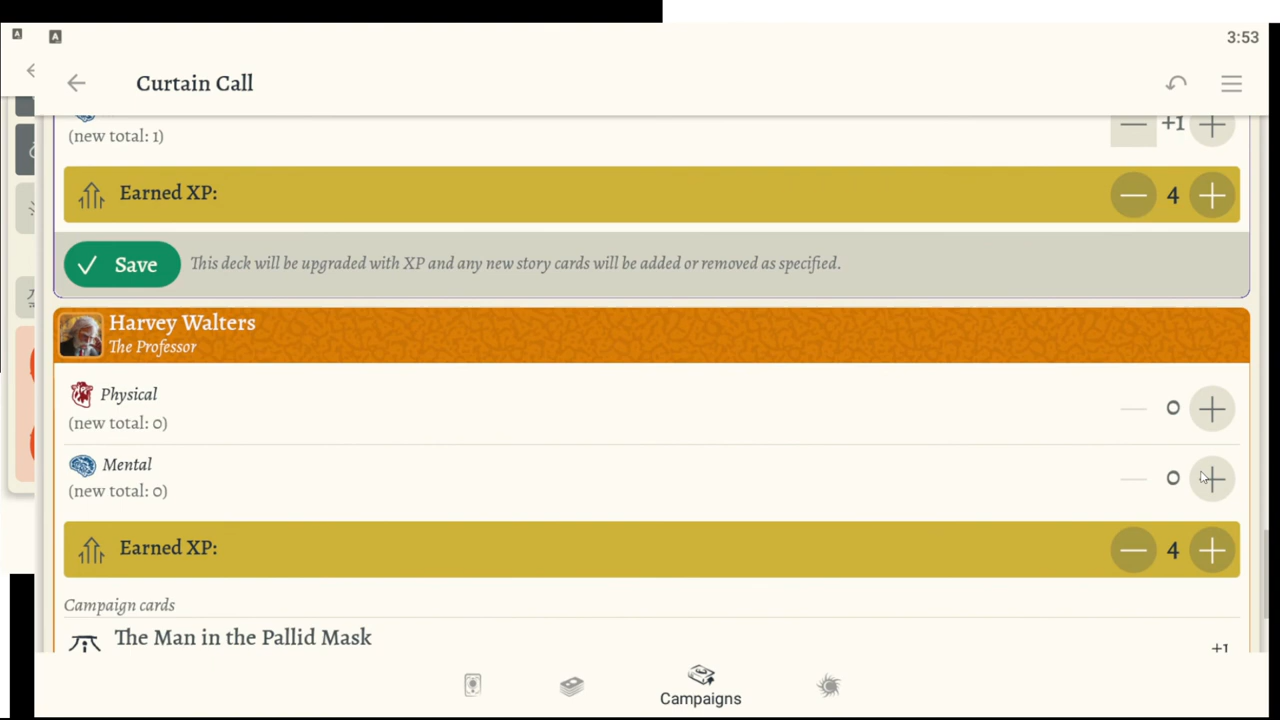 A A 3:53
Curtain Call
(new total: 1) +1
Earned XP: 4
Save This deck will be upgraded with XP and any new story cards will be added or removed as specified.
Harvey Walters
The Professor
Physical
(new total: 0) 0
Mental
(new total: 0) 0
Earned XP: 4
Campaign cards
The Man in the Pallid Mask
+1
Campaigns